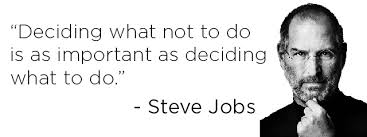 “Deciding what not to do
is as important as deciding
what to do.”
- Steve Jobs